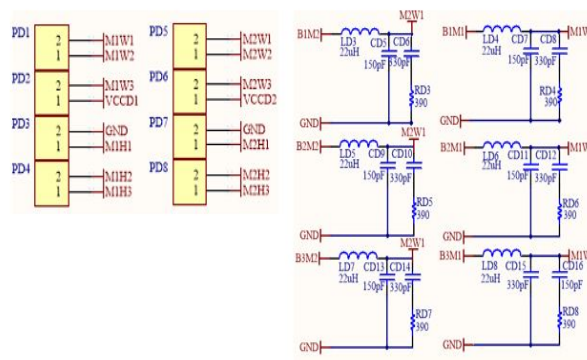 PD1
2 M1W1
1 M1W2
PD2
2 M1W3
1 VCCD1
PD3
2 GND
1 M1H1
PD4
2 M1H2
1 M1H3
PD5
2 M2W1
1 M2W2
PD6
2 M2W3
1 VCCD2
PD7
2 GND
1 M2H1
PD8
2 M2H2
1 M2H3
M2W1
B1M2 LD3 CD5 CD6
22uH 150pF 330pF
RD3
390
GND
B1M1 LD4 CD7 CD8 M1W
22uH 150pF 330pF
RD4
390
GND
M2W1
B2M2 LD5 CD9 CD10
22uH 150pF 330pF
RD5
390
GND
B2M1 LD6 CD11 CD12 M1W
22uH 150pF 330pF
RD6
390
GND
M2W1
B3M2 LD7 CD13 CD14
22uH 150pF 330pF
RD7
390
GND
B3M1 LD8 CD15 CD16 M1W
22uH 330pF 150pF
RD8
390
GND